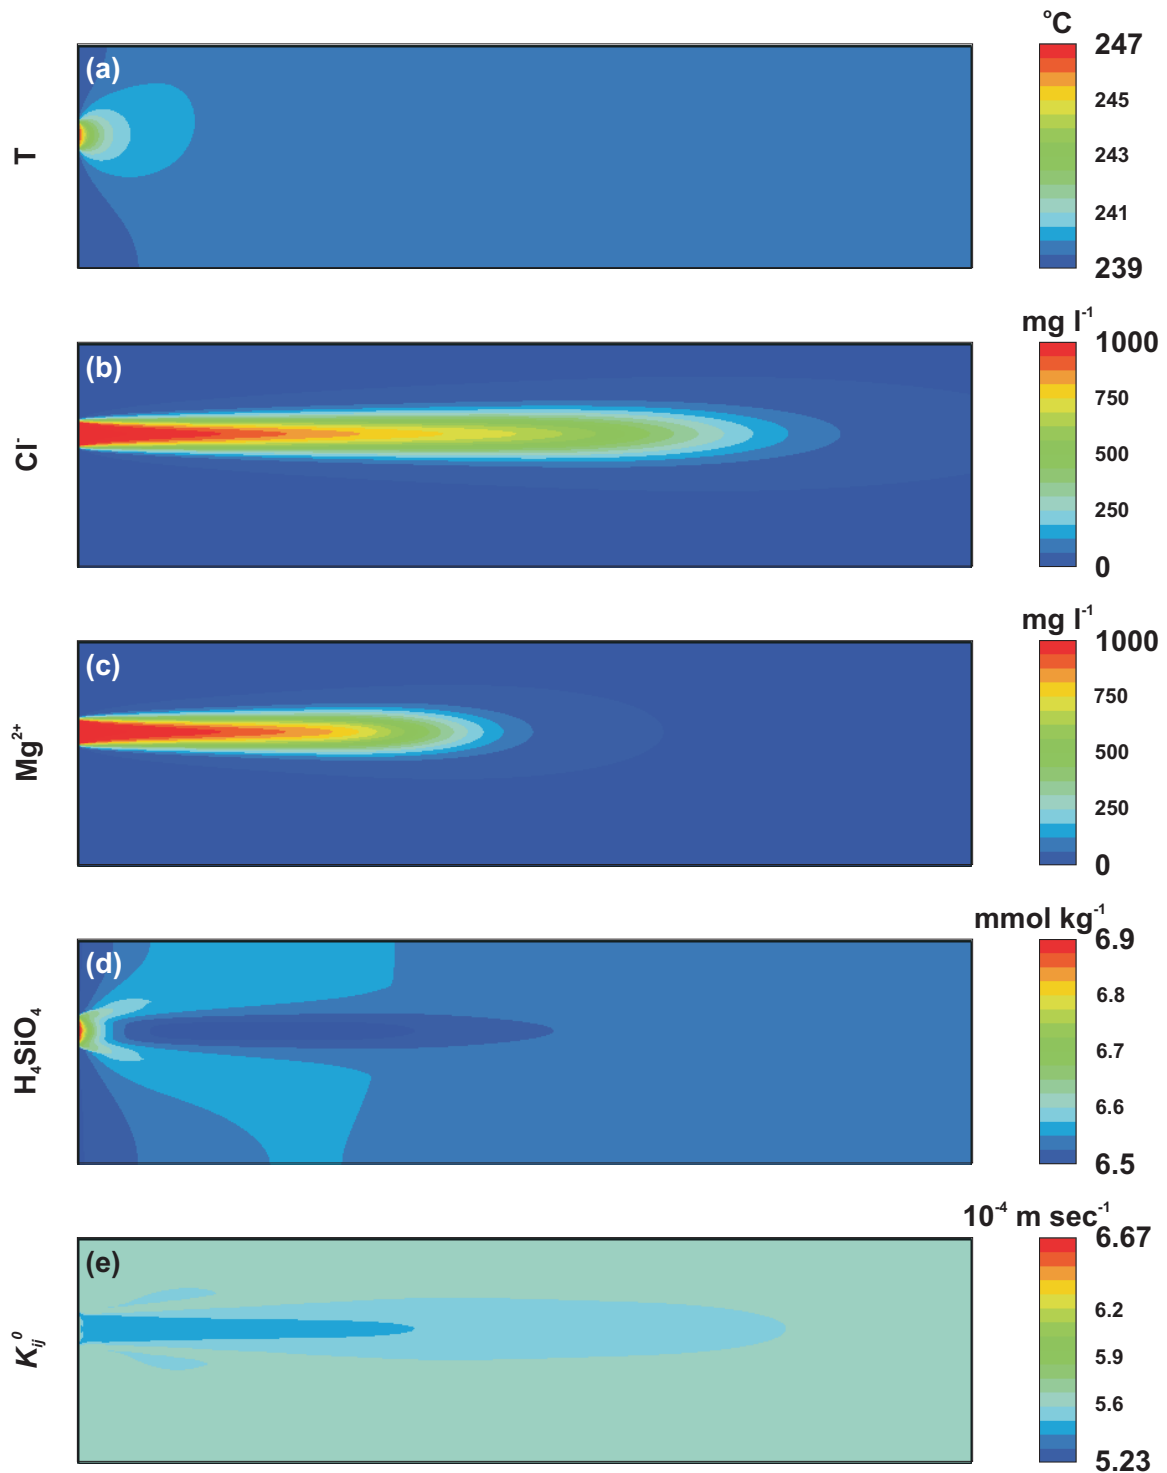 °C
(a)
T
247
245
243
241
239
mg l⁻¹
(b)
Cl⁻
1000
750
500
250
0
mg l⁻¹
(c)
Mg²⁺
1000
750
500
250
0
mmol kg⁻¹
(d)
H₄SiO₄
6.9
6.8
6.7
6.6
6.5
10⁻⁴ m sec⁻¹
(e)
Kᵢⱼ⁰
6.67
6.2
5.9
5.6
5.23